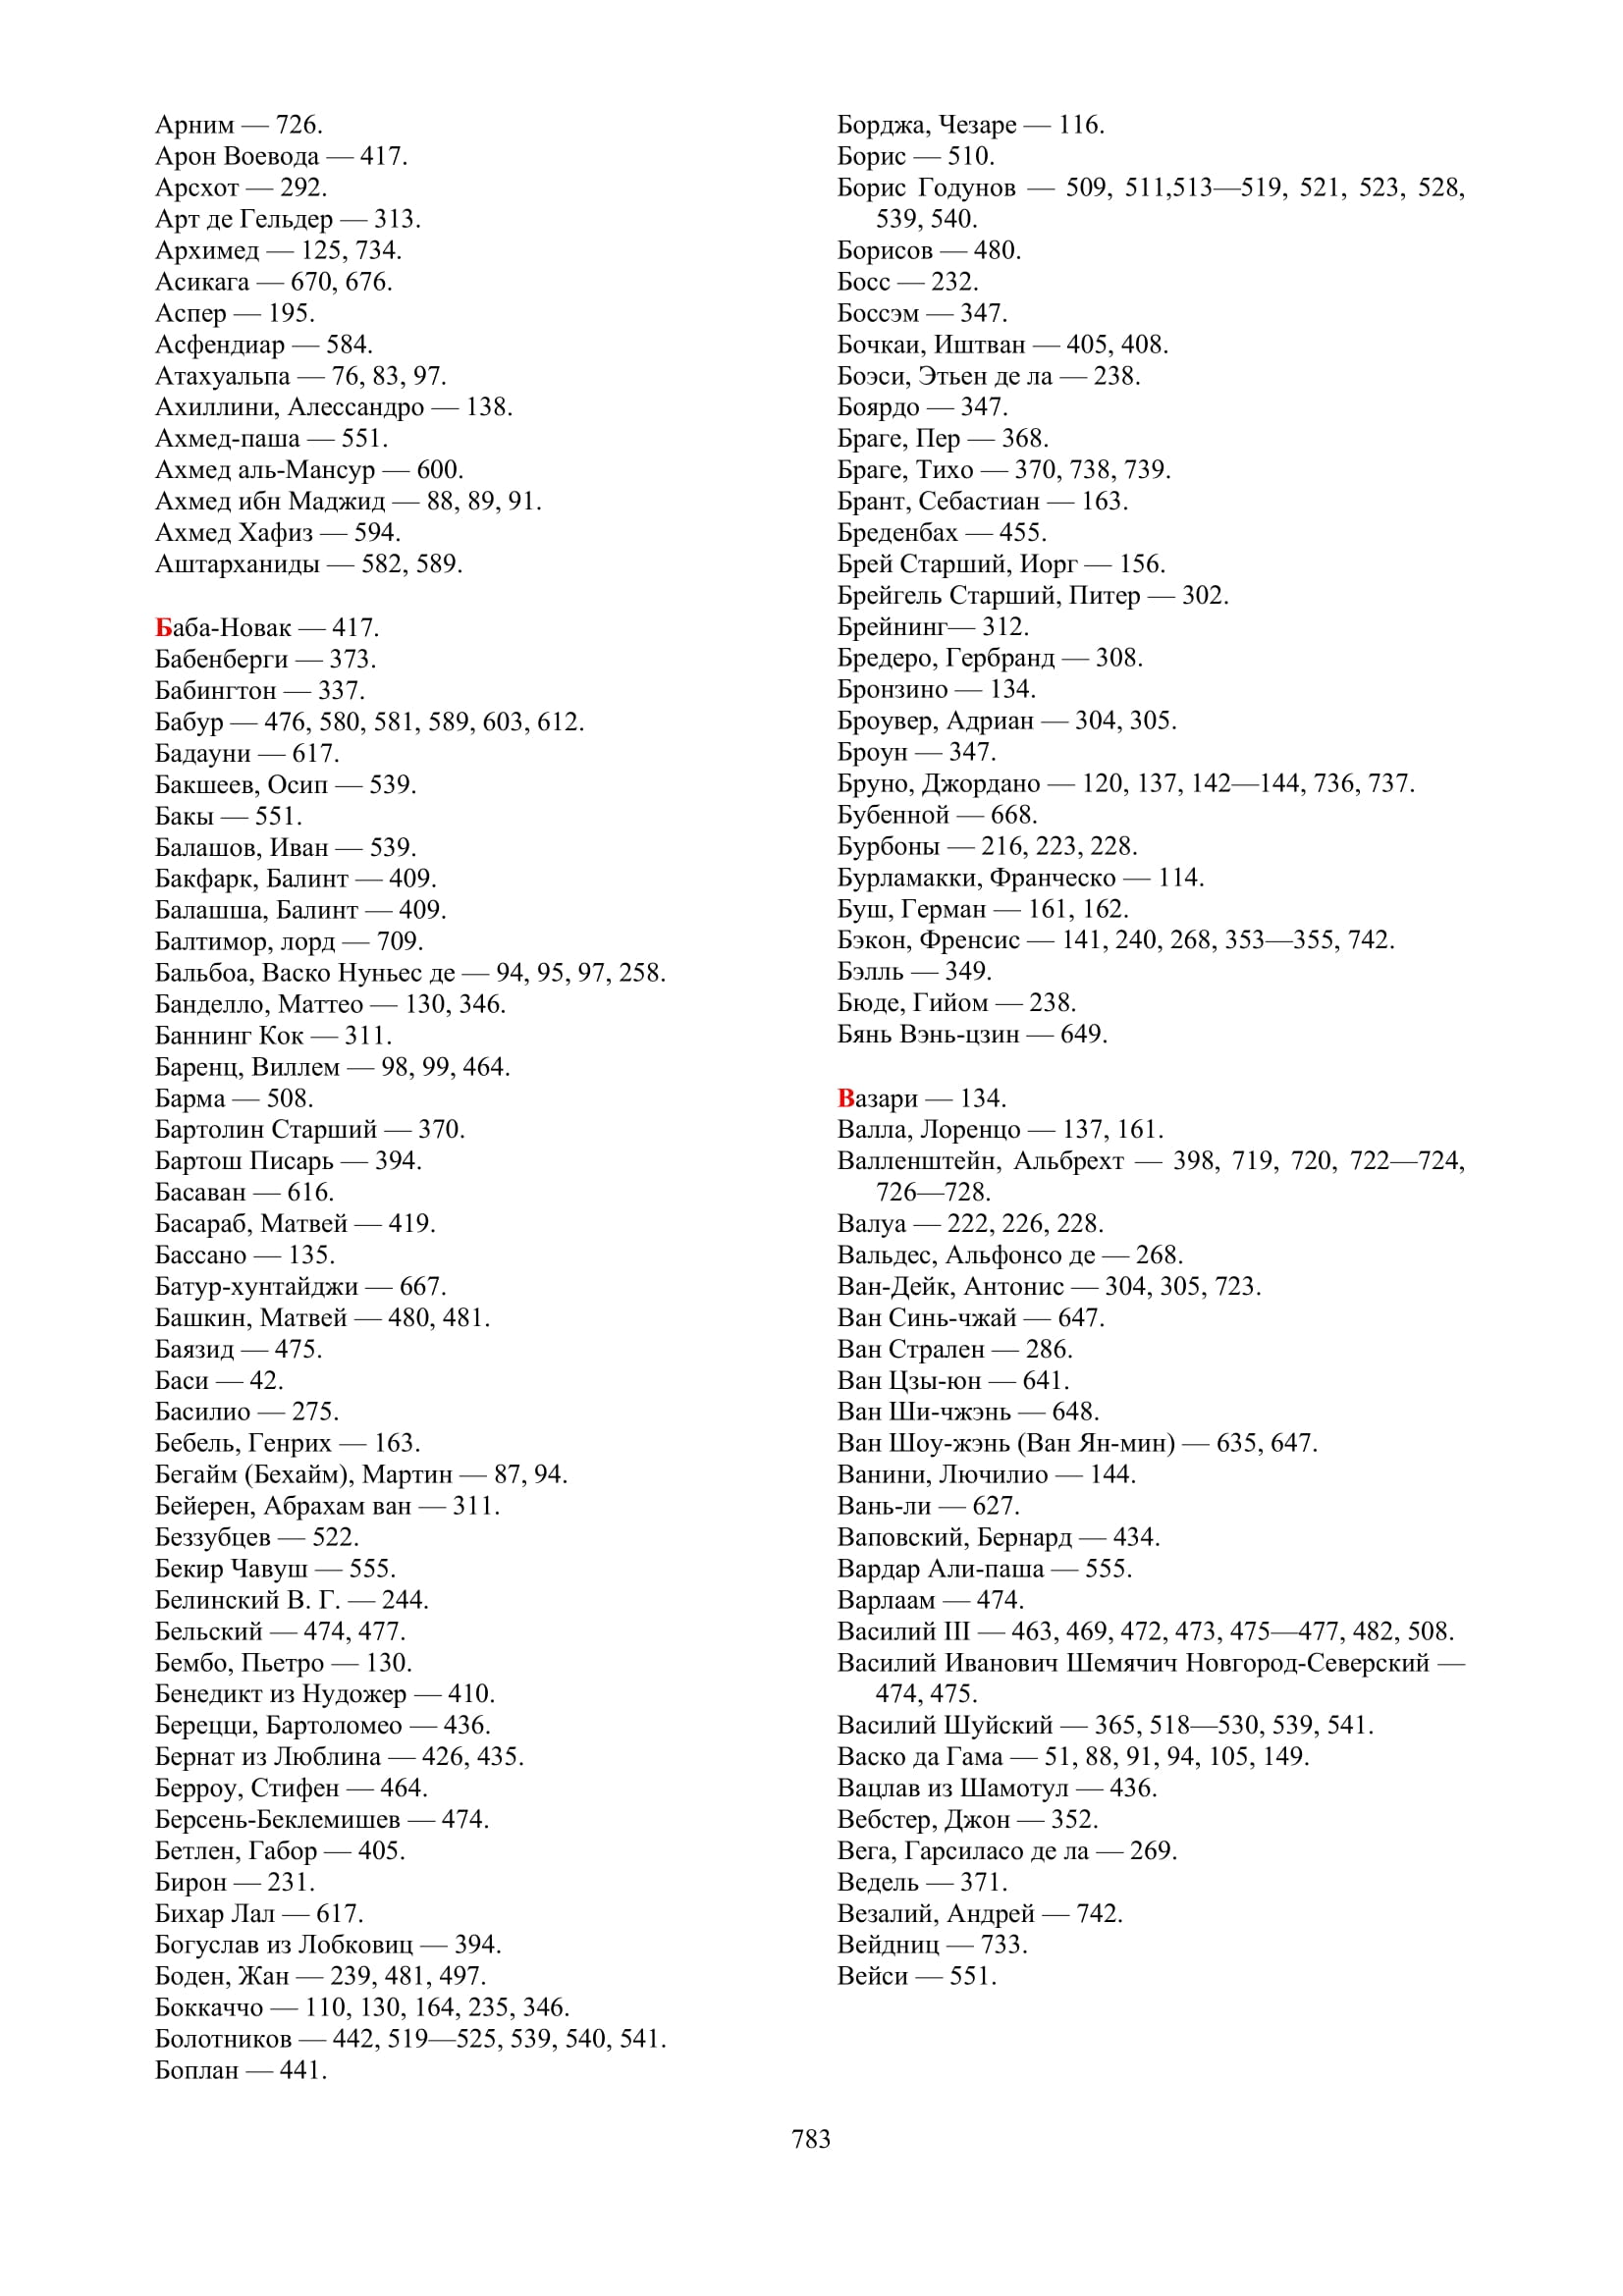 Арним — 726.
Арон Воевода — 417.
Арсхот — 292.
Арт де Гельдер — 313.
Архимед — 125, 734.
Асикага — 670, 676.
Аспер — 195.
Асфендиар — 584.
Атахуальпа — 76, 83, 97.
Ахиллини, Алессандро — 138.
Ахмед-паша — 551.
Ахмед аль-Мансур — 600.
Ахмед ибн Маджид — 88, 89, 91.
Ахмед Хафиз — 594.
Аштарханиды — 582, 589.
Баба-Новак — 417.
Бабенберги — 373.
Бабингтон — 337.
Бабур — 476, 580, 581, 589, 603, 612.
Бадауни — 617.
Бакшеев, Осип — 539.
Бакы — 551.
Балашов, Иван — 539.
Бакфарк, Балинт — 409.
Балашша, Балинт — 409.
Балтимор, лорд — 709.
Бальбоа, Васко Нуньес де — 94, 95, 97, 258.
Банделло, Маттео — 130, 346.
Баннинг Кок — 311.
Баренц, Виллем — 98, 99, 464.
Барма — 508.
Бартолин Старший — 370.
Бартош Писарь — 394.
Басаван — 616.
Басараб, Матвей — 419.
Бассано — 135.
Батур-хунтайджи — 667.
Башкин, Матвей — 480, 481.
Баязид — 475.
Баси — 42.
Басилио — 275.
Бебель, Генрих — 163.
Бегайм (Бехайм), Мартин — 87, 94.
Бейерен, Абрахам ван — 311.
Беззубцев — 522.
Бекир Чавуш — 555.
Белинский В. Г. — 244.
Бельский — 474, 477.
Бембо, Пьетро — 130.
Бенедикт из Нудожер — 410.
Берецци, Бартоломео — 436.
Бернат из Люблина — 426, 435.
Берроу, Стифен — 464.
Берсень-Беклемишев — 474.
Бетлен, Габор — 405.
Бирон — 231.
Бихар Лал — 617.
Богуслав из Лобковиц — 394.
Боден, Жан — 239, 481, 497.
Боккаччо — 110, 130, 164, 235, 346.
Болотников — 442, 519—525, 539, 540, 541.
Боплан — 441.
Борджа, Чезаре — 116.
Борис — 510.
Борис Годунов — 509, 511,513—519, 521, 523, 528,
539, 540.
Борисов — 480.
Босс — 232.
Боссэм — 347.
Бочкаи, Иштван — 405, 408.
Боэси, Этьен де ла — 238.
Боярдо — 347.
Браге, Пер — 368.
Браге, Тихо — 370, 738, 739.
Брант, Себастиан — 163.
Бреденбах — 455.
Брей Старший, Иорг — 156.
Брейгель Старший, Питер — 302.
Брейнинг— 312.
Бредеро, Гербранд — 308.
Бронзино — 134.
Броувер, Адриан — 304, 305.
Броун — 347.
Бруно, Джордано — 120, 137, 142—144, 736, 737.
Бубенной — 668.
Бурбоны — 216, 223, 228.
Бурламакки, Франческо — 114.
Буш, Герман — 161, 162.
Бэкон, Френсис — 141, 240, 268, 353—355, 742.
Бэлль — 349.
Бюде, Гийом — 238.
Бянь Вэнь-цзин — 649.
Вазари — 134.
Валла, Лоренцо — 137, 161.
Валленштейн, Альбрехт — 398, 719, 720, 722—724,
726—728.
Валуа — 222, 226, 228.
Вальдес, Альфонсо де — 268.
Ван-Дейк, Антонис — 304, 305, 723.
Ван Синь-чжай — 647.
Ван Стрален — 286.
Ван Цзы-юн — 641.
Ван Ши-чжэнь — 648.
Ван Шоу-жэнь (Ван Ян-мин) — 635, 647.
Ванини, Лючилио — 144.
Вань-ли — 627.
Ваповский, Бернард — 434.
Вардар Али-паша — 555.
Варлаам — 474.
Василий III — 463, 469, 472, 473, 475—477, 482, 508.
Василий Иванович Шемячич Новгород-Северский —
474, 475.
Василий Шуйский — 365, 518—530, 539, 541.
Васко да Гама — 51, 88, 91, 94, 105, 149.
Вацлав из Шамотул — 436.
Вебстер, Джон — 352.
Вега, Гарсиласо де ла — 269.
Ведель — 371.
Везалий, Андрей — 742.
Вейдниц — 733.
Вейси — 551.
783